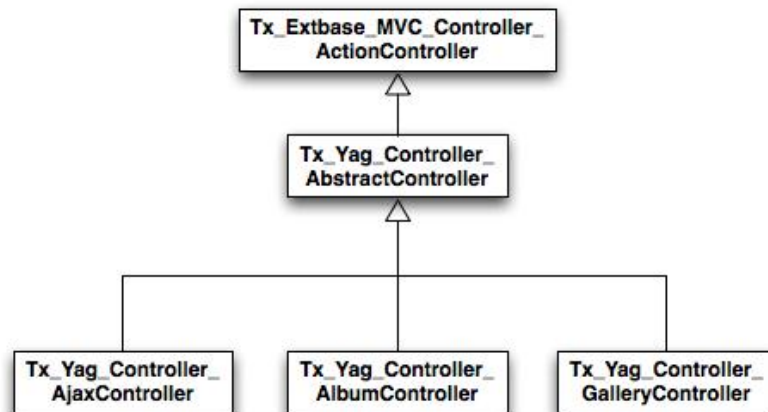 Tx_Extbase_MVC_Controller_
ActionController
Tx_Yag_Controller_
AbstractController
Tx_Yag_Controller_
AjaxController
Tx_Yag_Controller_
AlbumController
Tx_Yag_Controller_
GalleryController